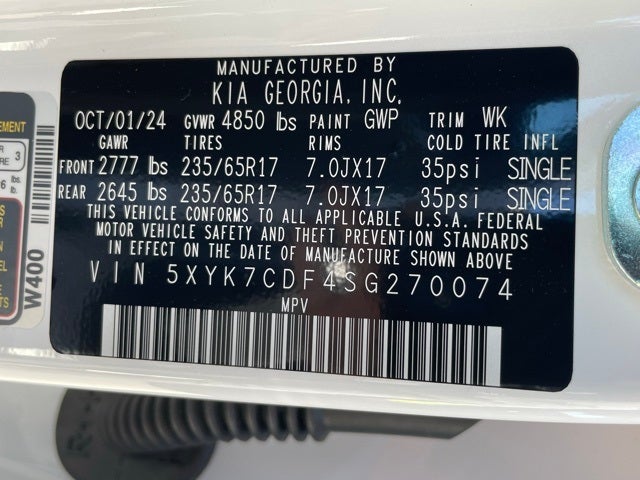 MANUFACTURED BY
KIA GEORGIA, INC.
OCT/01/24 GVWR 4850 lbs PAINT GWP TRIM WK
GAWR TIRES RIMS COLD TIRE INFL
FRONT 2777 lbs 235/65R17 7.0JX17 35psi SINGLE
REAR 2645 lbs 235/65R17 7.0JX17 35psi SINGLE
THIS VEHICLE CONFORMS TO ALL APPLICABLE U.S.A. FEDERAL
MOTOR VEHICLE SAFETY AND THEFT PREVENTION STANDARDS
IN EFFECT ON THE DATE OF MANUFACTURE SHOWN ABOVE
VIN 5XYK7CDF4SG270074
MPV
W400
3